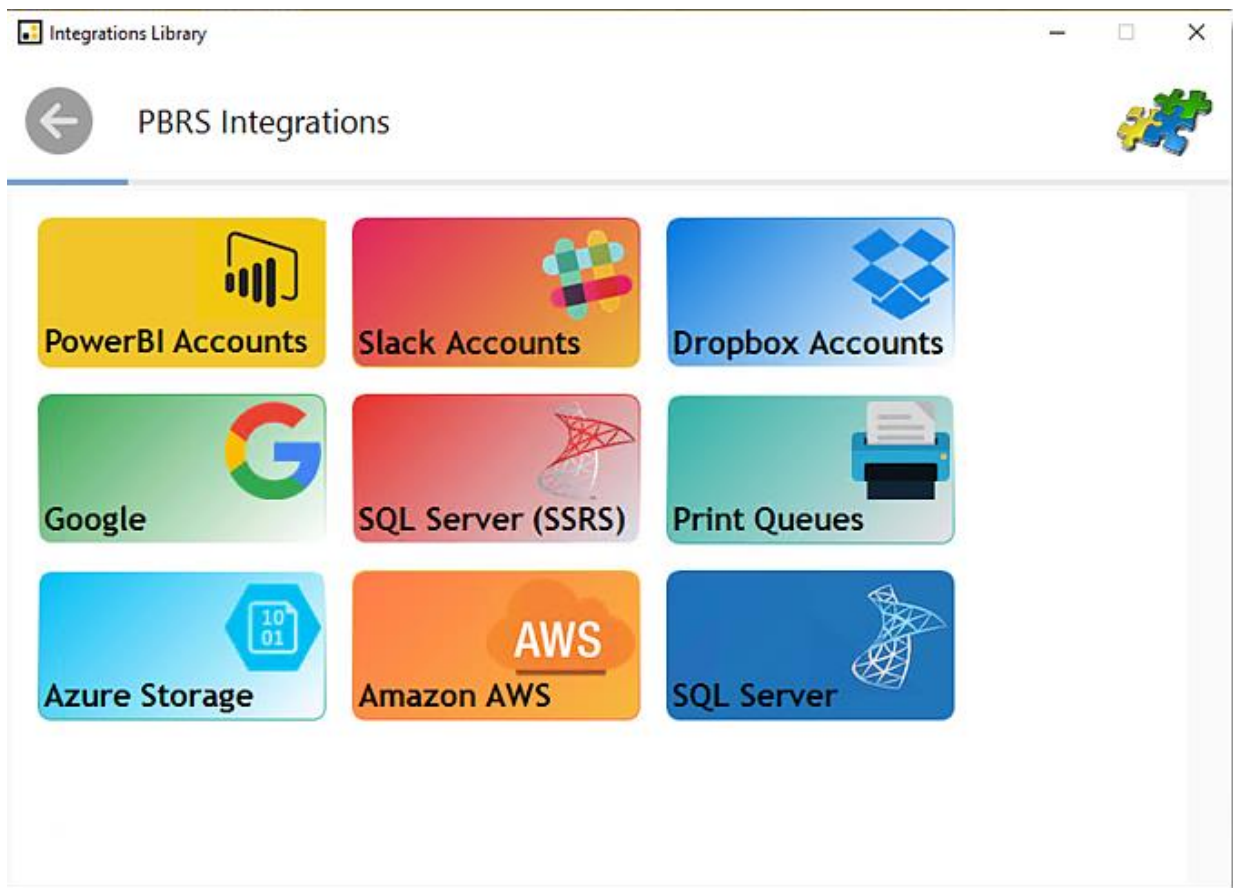 Integrations Library
PBRS Integrations
PowerBI Accounts
Slack Accounts
Dropbox Accounts
Google
SQL Server (SSRS)
Print Queues
10
01
Azure Storage
AWS
Amazon AWS
SQL Server